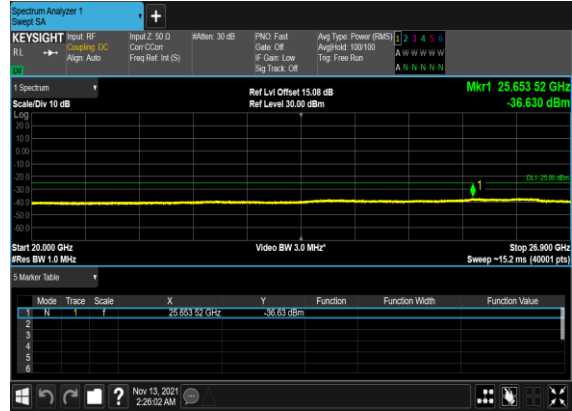 Spectrum Analyzer 1
Swept SA
+
KEYSIGHT Input: RF Input Z: 50 Ω #Atten: 30 dB PNO: Fast Avg Type: Power (RMS) 1 2 3 4 5 6
RL Coupling: DC Corr CCorr Gate: Off Avg|Hold: 100/100 A W W W W W
Align: Auto Freq Ref: Int (S) IF Gain: Low Trig: Free Run
LW Sig Track: Off A N N N N N
1 Spectrum Ref Lvl Offset 15.08 dB Mkr1 25.653 52 GHz
Scale/Div 10 dB Ref Level 30.00 dBm -36.630 dBm
Log
20.0
10.0
0.00
-10.0
-20.0 DL1 -25.00 dBm
-30.0 1
-40.0
-50.0
-60.0
Start 20.000 GHz Video BW 3.0 MHz* Stop 26.900 GHz
#Res BW 1.0 MHz Sweep ~15.2 ms (40001 pts)
5 Marker Table
Mode Trace Scale X Y Function Function Width Function Value
1 N 1 f 25.653 52 GHz -36.63 dBm
2
3
4
5
6
? Nov 13, 2021
2:26:02 AM